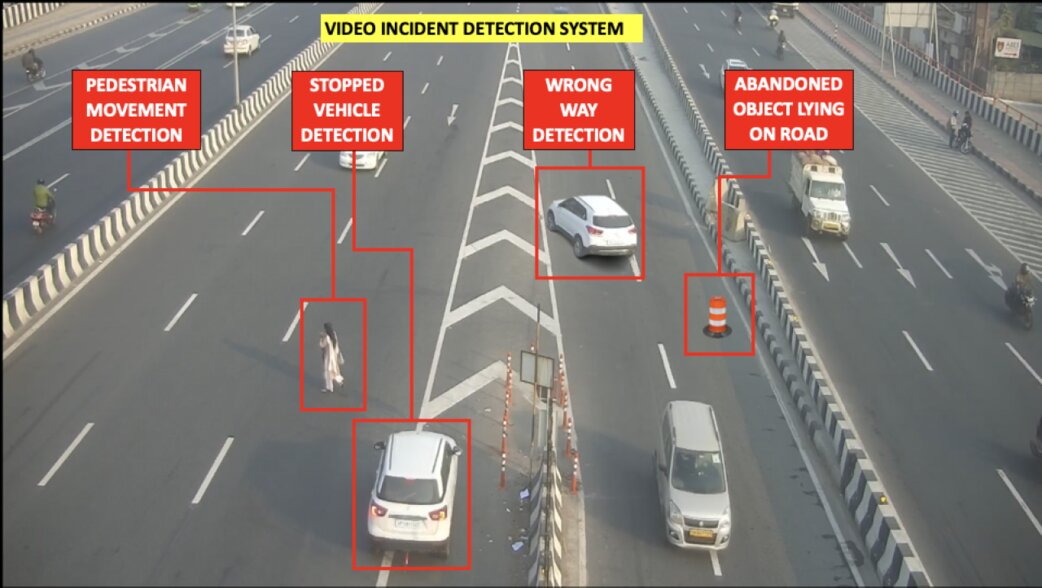 VIDEO INCIDENT DETECTION SYSTEM
PEDESTRIAN
MOVEMENT
DETECTION
STOPPED
VEHICLE
DETECTION
WRONG
WAY
DETECTION
ABANDONED
OBJECT LYING
ON ROAD